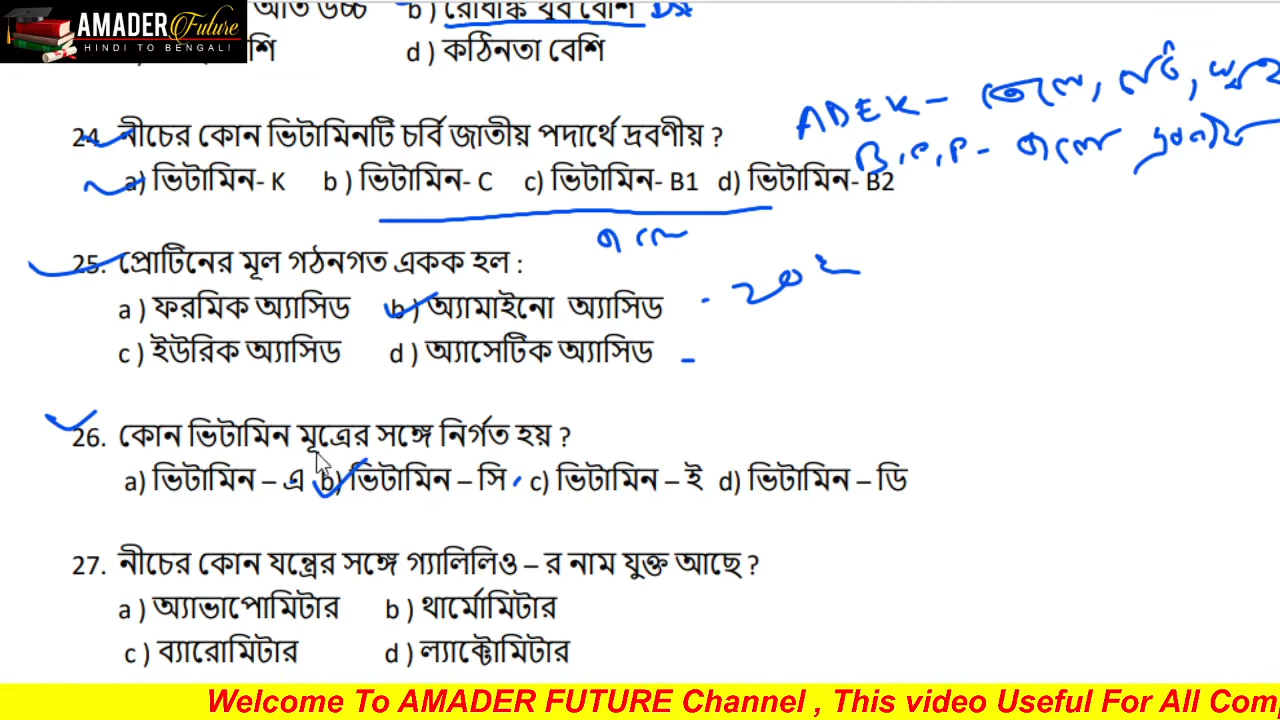 AMADER Future
HINDI TO BENGALI
b ) রোধাঙ্ক খুব বেশি
d ) কঠিনতা বেশি
ADEK –
24. নীচের কোন ভিটামিনটি চর্বি জাতীয় পদার্থে দ্রবণীয় ?
B, C, P – জলে
a) ভিটামিন- K b ) ভিটামিন- C c) ভিটামিন- B1 d) ভিটামিন- B2
জলে
25. প্রোটিনের মূল গঠনগত একক হল :
a ) ফরমিক অ্যাসিড b ) অ্যামাইনো অ্যাসিড
c ) ইউরিক অ্যাসিড d ) অ্যাসেটিক অ্যাসিড
26. কোন ভিটামিন মূত্রের সঙ্গে নির্গত হয় ?
a) ভিটামিন – এ b) ভিটামিন – সি c) ভিটামিন – ই d) ভিটামিন – ডি
27. নীচের কোন যন্ত্রের সঙ্গে গ্যালিলিও – র নাম যুক্ত আছে ?
a ) অ্যাভাপোমিটার b ) থার্মোমিটার
c ) ব্যারোমিটার d ) ল্যাক্টোমিটার
Welcome To AMADER FUTURE Channel , This video Useful For All Com